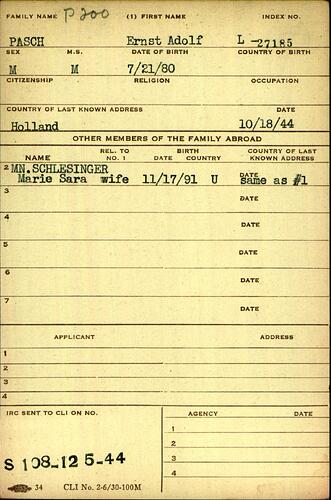 FAMILY NAME P 200 (1) FIRST NAME INDEX NO.
PASCH Ernst Adolf L -27185
SEX M.S. DATE OF BIRTH COUNTRY OF BIRTH
M M 7/21/80
CITIZENSHIP RELIGION OCCUPATION
COUNTRY OF LAST KNOWN ADDRESS DATE
Holland 10/18/44
OTHER MEMBERS OF THE FAMILY ABROAD
NAME REL. TO NO. 1 BIRTH DATE COUNTRY COUNTRY OF LAST KNOWN ADDRESS
2 MN.SCHLESINGER DATE
Marie Sara wife 11/17/91 U same as #1
3 DATE
4 DATE
5 DATE
6 DATE
7 DATE
APPLICANT ADDRESS
1
2
3
4
IRC SENT TO CLI ON NO. AGENCY DATE
1
2
S 108-12 5-44 3
4
34 CLI No. 2-6/30-100M